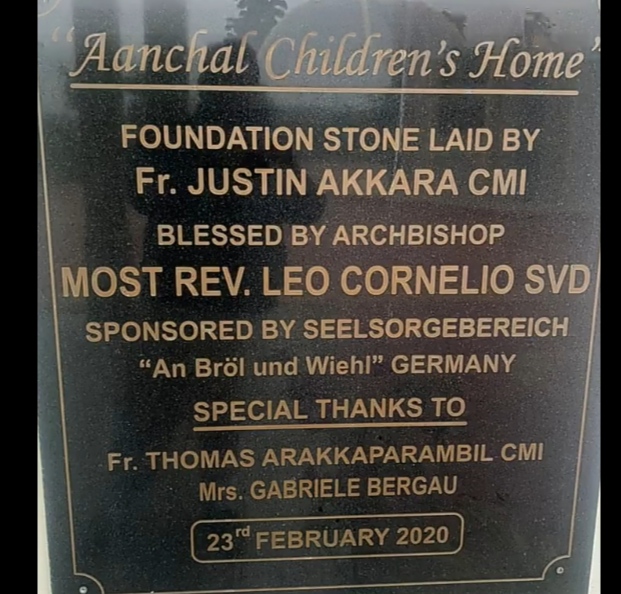 "Aanchal Children's Home"
FOUNDATION STONE LAID BY
Fr. JUSTIN AKKARA CMI
BLESSED BY ARCHBISHOP
MOST REV. LEO CORNELIO SVD
SPONSORED BY SEELSORGEBEREICH
“An Bröl und Wiehl” GERMANY
SPECIAL THANKS TO
Fr. THOMAS ARAKKAPARAMBIL CMI
Mrs. GABRIELE BERGAU
23rd FEBRUARY 2020